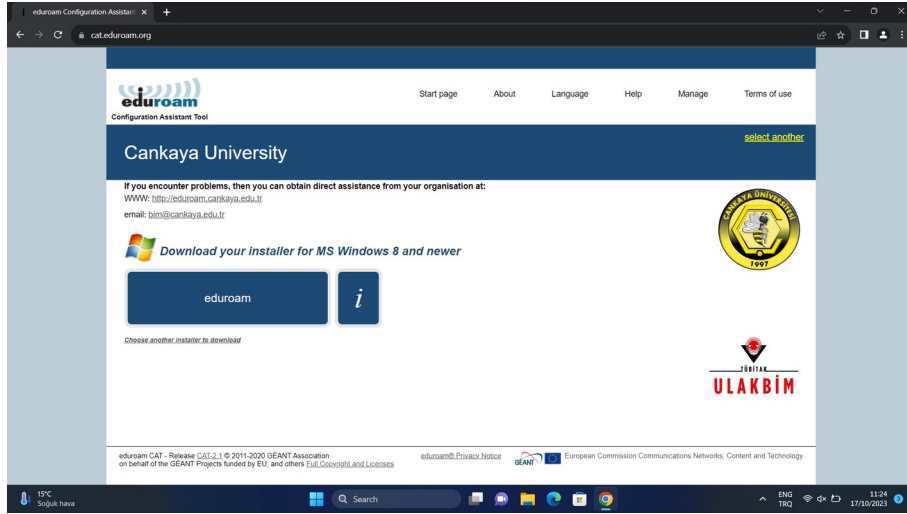 eduroam Configuration Assistant
cat.eduroam.org
eduroam
Configuration Assistant Tool
Start page About Language Help Manage Terms of use
select another
Cankaya University
If you encounter problems, then you can obtain direct assistance from your organisation at:
WWW: http://eduroam.cankaya.edu.tr
email: bim@cankaya.edu.tr
ÇANKAYA ÜNİVERSİTESİ
1997
Download your installer for MS Windows 8 and newer
eduroam i
Choose another installer to download
TÜBİTAK
ULAKBİM
eduroam CAT - Release CAT-2.1 © 2011-2020 GÉANT Association
on behalf of the GÉANT Projects funded by EU; and others Full Copyright and Licenses
eduroam® Privacy Notice
GÉANT
European Commission Communications Networks, Content and Technology
15°C
Soğuk hava
Search
ENG
TRQ
11:24
17/10/2023
3